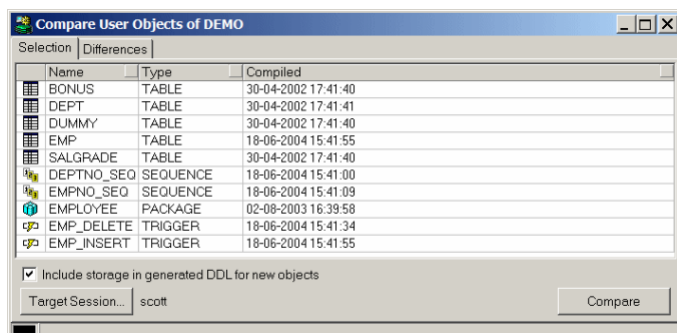 Compare User Objects of DEMO
Selection Differences
Name Type Compiled
BONUS TABLE 30-04-2002 17:41:40
DEPT TABLE 30-04-2002 17:41:41
DUMMY TABLE 30-04-2002 17:41:40
EMP TABLE 18-06-2004 15:41:55
SALGRADE TABLE 30-04-2002 17:41:40
DEPTNO_SEQ SEQUENCE 18-06-2004 15:41:00
EMPNO_SEQ SEQUENCE 18-06-2004 15:41:09
EMPLOYEE PACKAGE 02-08-2003 16:39:58
EMP_DELETE TRIGGER 18-06-2004 15:41:34
EMP_INSERT TRIGGER 18-06-2004 15:41:55
Include storage in generated DDL for new objects
Target Session... scott Compare